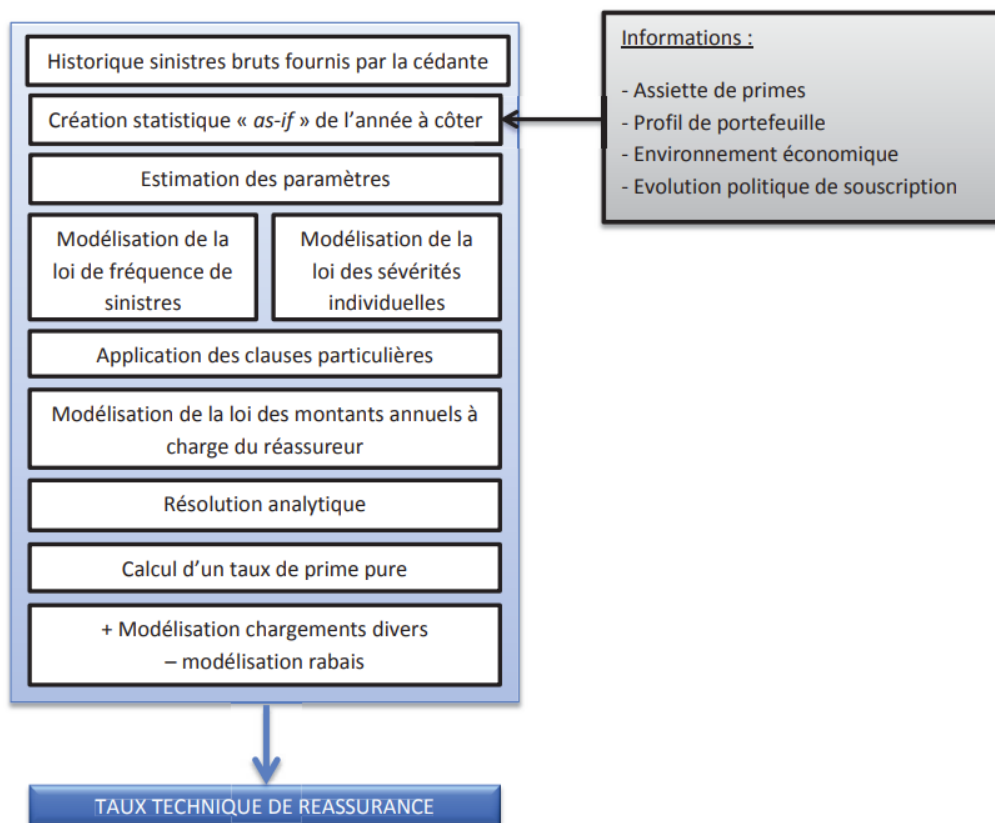 Historique sinistres bruts fournis par la cédante
Création statistique « as-if » de l'année à côter
Estimation des paramètres
Modélisation de la
loi de fréquence de
sinistres
Modélisation de la
loi des sévérités
individuelles
Application des clauses particulières
Modélisation de la loi des montants annuels à
charge du réassureur
Résolution analytique
Calcul d'un taux de prime pure
+ Modélisation chargements divers
– modélisation rabais
TAUX TECHNIQUE DE REASSURANCE
Informations :
- Assiette de primes
- Profil de portefeuille
- Environnement économique
- Evolution politique de souscription